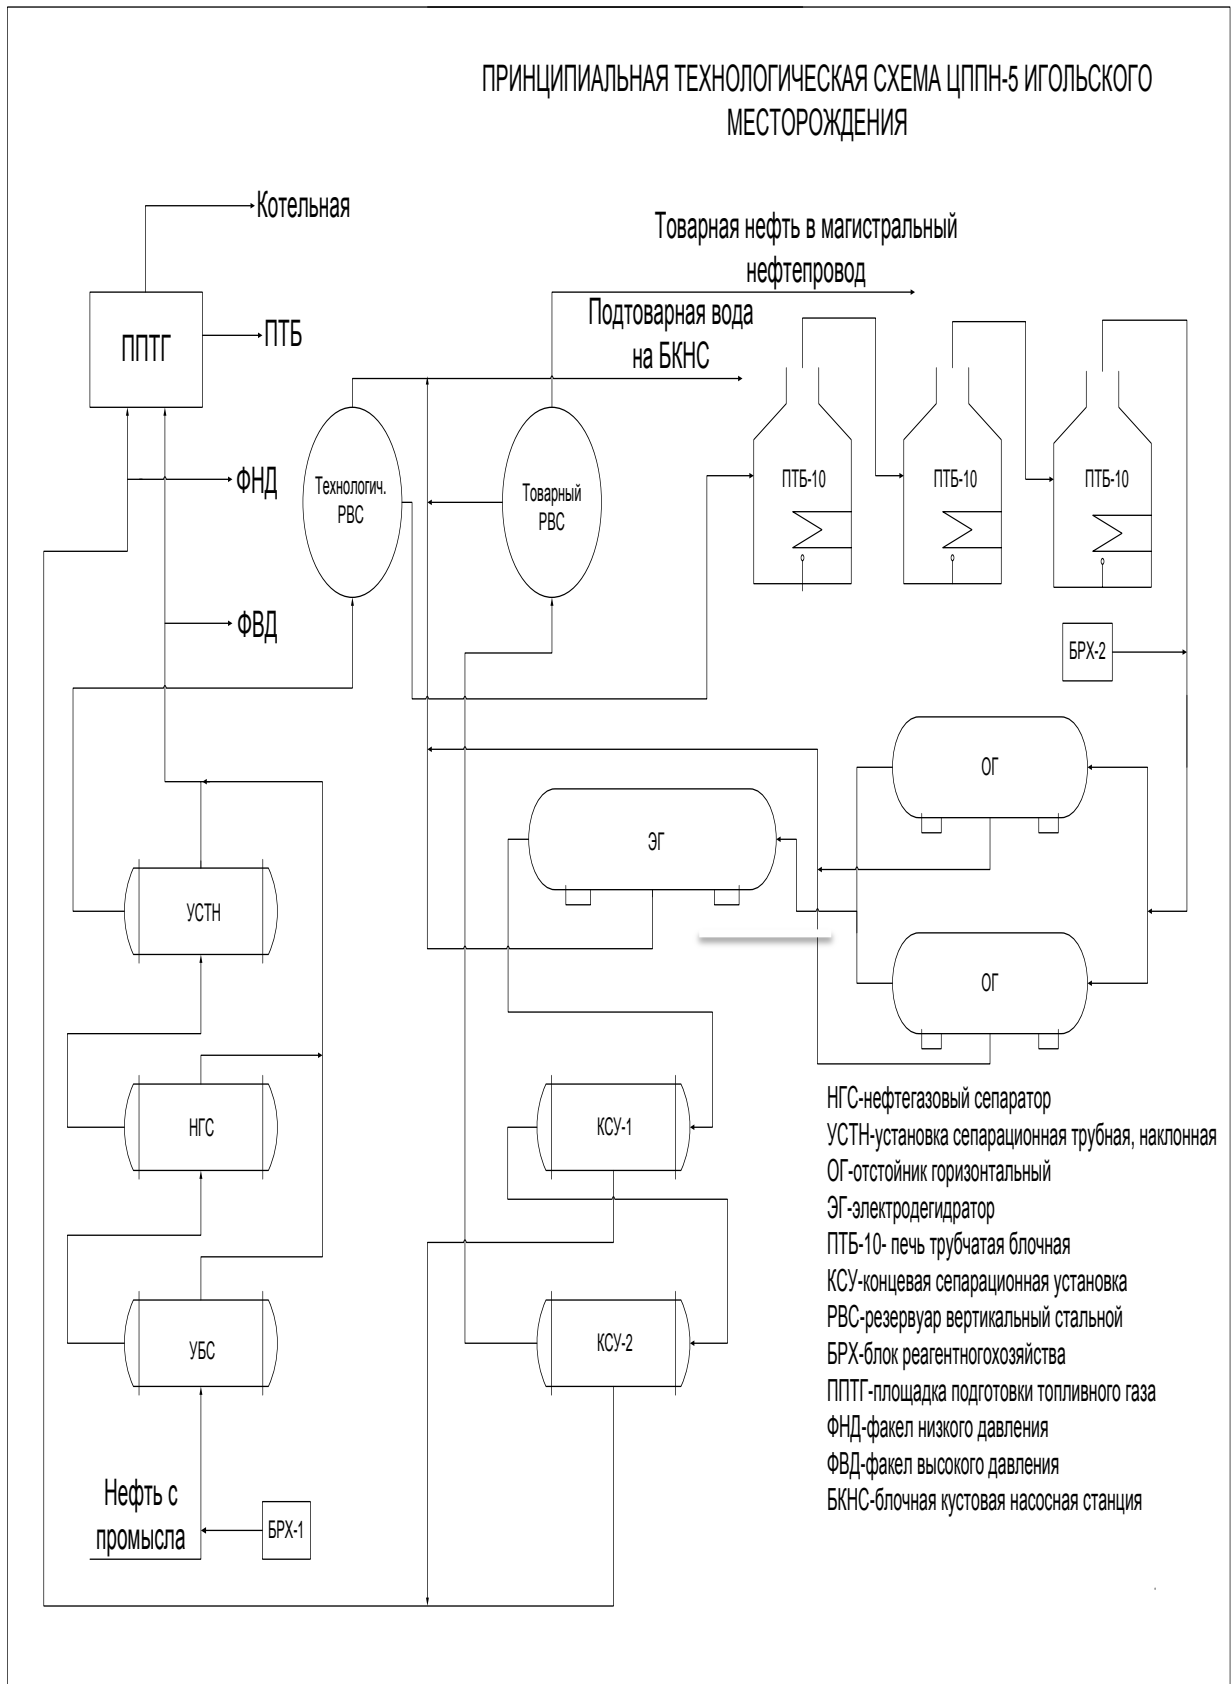 ПРИНЦИПИАЛЬНАЯ ТЕХНОЛОГИЧЕСКАЯ СХЕМА ЦППН-5 ИГОЛЬСКОГО
МЕСТОРОЖДЕНИЯ
Котельная
Товарная нефть в магистральный
нефтепровод
Подтоварная вода
на БКНС
ППТГ
ПТБ
ФНД
ФВД
Технологич.
РВС
Товарный
РВС
ПТБ-10
ПТБ-10
ПТБ-10
БРХ-2
ОГ
ЭГ
ОГ
УСТН
НГС
УБС
КСУ-1
КСУ-2
Нефть с
промысла
БРХ-1
НГС-нефтегазовый сепаратор
УСТН-установка сепарационная трубная, наклонная
ОГ-отстойник горизонтальный
ЭГ-электродегидратор
ПТБ-10- печь трубчатая блочная
КСУ-концевая сепарационная установка
РВС-резервуар вертикальный стальной
БРХ-блок реагентногохозяйства
ППТГ-площадка подготовки топливного газа
ФНД-факел низкого давления
ФВД-факел высокого давления
БКНС-блочная кустовая насосная станция